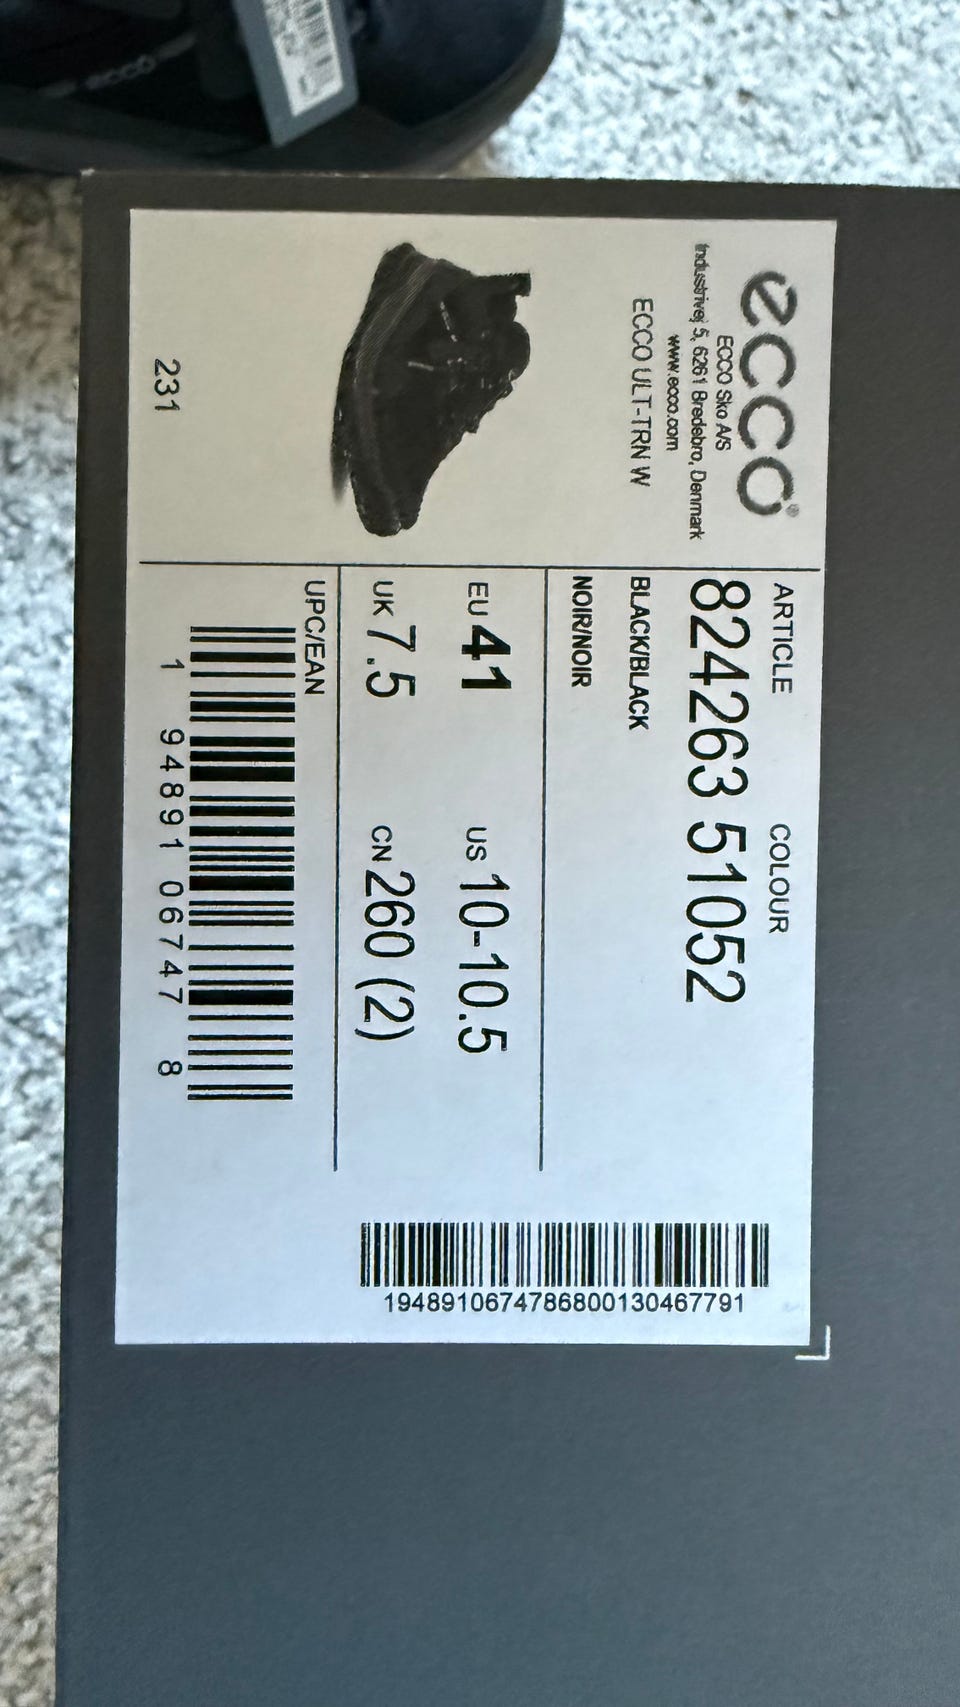 ecco
ecco®
ECCO Sko A/S
Industrivej 5, 6261 Bredebro, Denmark
www.ecco.com
ECCO ULT-TRN W
231
ARTICLE COLOUR
824263 51052
BLACK/BLACK
NOIR/NOIR
EU 41 US 10-10.5
UK 7.5 CN 260 (2)
UPC/EAN
1 94891 06747 8
1948910674786800130467791